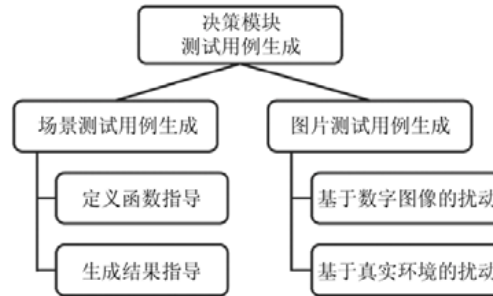 决策模块
测试用例生成
场景测试用例生成
图片测试用例生成
定义函数指导
基于数字图像的扰动
生成结果指导
基于真实环境的扰动